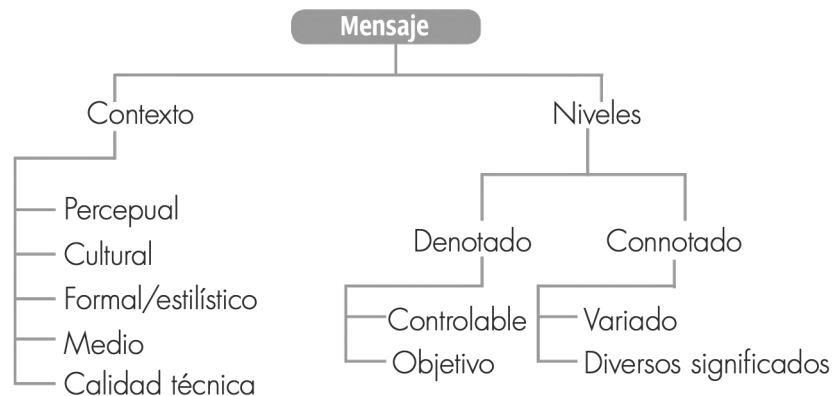 Mensaje
Contexto
Percepual
Cultural
Formal/estilístico
Medio
Calidad técnica
Niveles
Denotado
Controlable
Objetivo
Connotado
Variado
Diversos significados